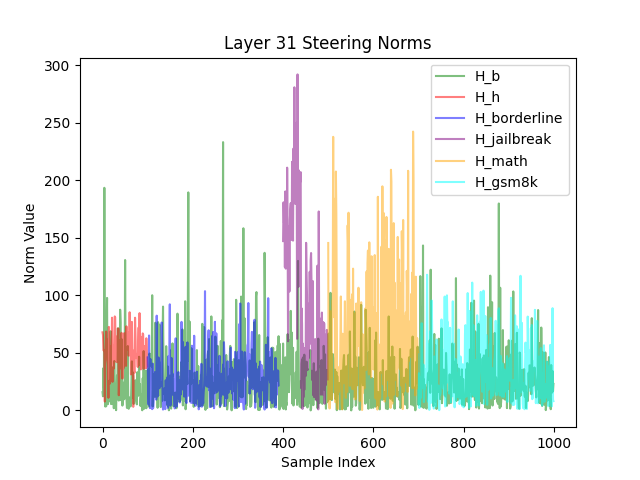 Layer 31 Steering Norms
300
250
200
150
100
50
0
Norm Value
H_b
H_h
H_borderline
H_jailbreak
H_math
H_gsm8k
0 200 400 600 800 1000
Sample Index